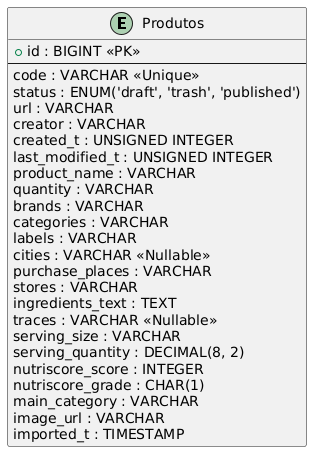 E Produtos
id : BIGINT «PK»
code : VARCHAR «Unique»
status : ENUM('draft', 'trash', 'published')
url : VARCHAR
creator : VARCHAR
created_t : UNSIGNED INTEGER
last_modified_t : UNSIGNED INTEGER
product_name : VARCHAR
quantity : VARCHAR
brands : VARCHAR
categories : VARCHAR
labels : VARCHAR
cities : VARCHAR «Nullable»
purchase_places : VARCHAR
stores : VARCHAR
ingredients_text : TEXT
traces : VARCHAR «Nullable»
serving_size : VARCHAR
serving_quantity : DECIMAL(8, 2)
nutriscore_score : INTEGER
nutriscore_grade : CHAR(1)
main_category : VARCHAR
image_url : VARCHAR
imported_t : TIMESTAMP